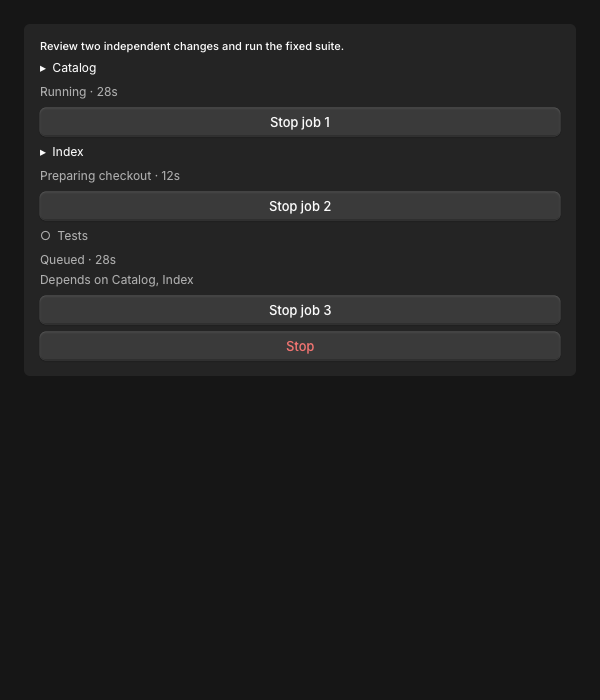 Review two independent changes and run the fixed suite.
▸ Catalog
Running · 28s
Stop job 1
▸ Index
Preparing checkout · 12s
Stop job 2
○ Tests
Queued · 28s
Depends on Catalog, Index
Stop job 3
Stop